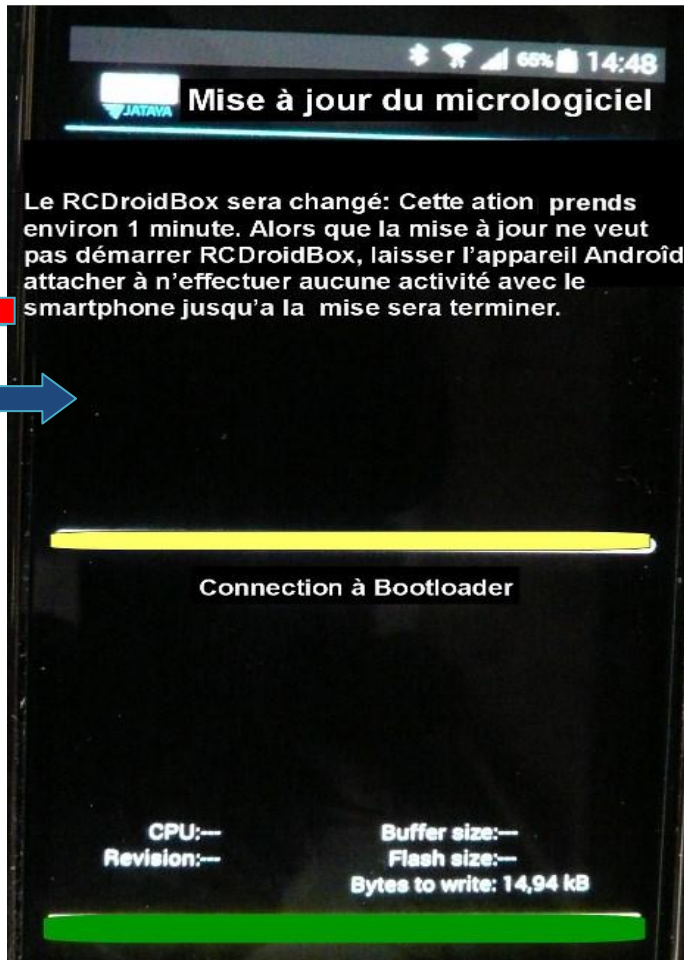 65% 14:48
JATAYA Mise à jour du micrologiciel
Le RCDroidBox sera changé: Cette ation prends
environ 1 minute. Alors que la mise à jour ne veut
pas démarrer RCDroidBox, laisser l'appareil Androîd
attacher à n'effectuer aucune activité avec le
smartphone jusqu'a la mise sera terminer.
Connection à Bootloader
CPU:---
Buffer size:---
Revision:---
Flash size:---
Bytes to write: 14,94 kB